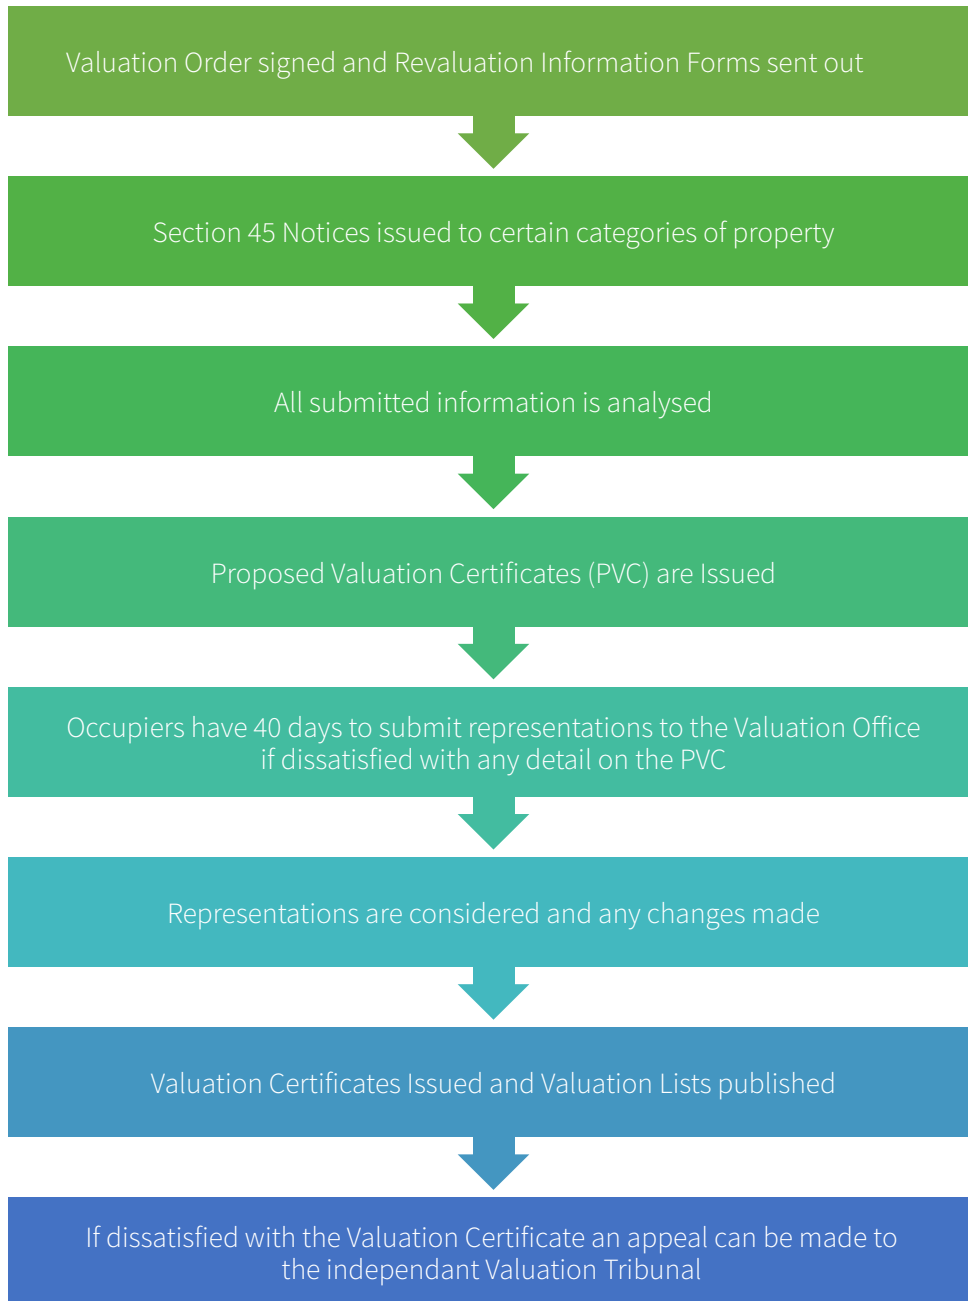 Valuation Order signed and Revaluation Information Forms sent out
Section 45 Notices issued to certain categories of property
All submitted information is analysed
Proposed Valuation Certificates (PVC) are Issued
Occupiers have 40 days to submit representations to the Valuation Office
if dissatisfied with any detail on the PVC
Representations are considered and any changes made
Valuation Certificates Issued and Valuation Lists published
If dissatisfied with the Valuation Certificate an appeal can be made to
the independant Valuation Tribunal